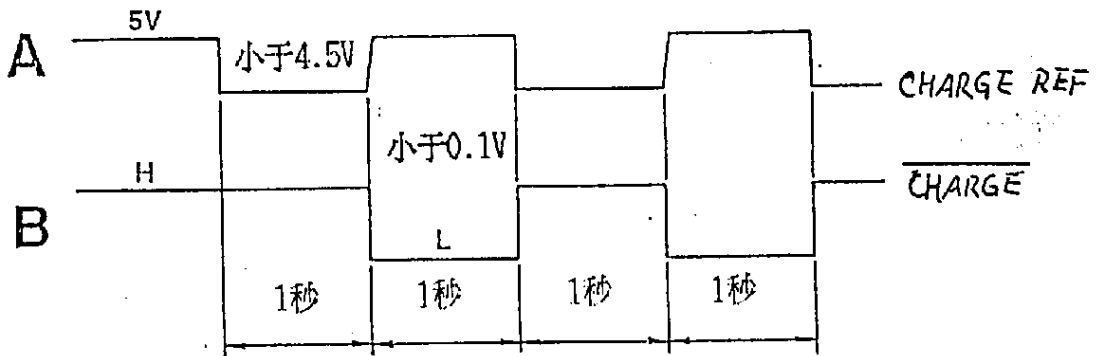 5V
A
小于4.5V
CHARGE REF
小于0.1V
H
CHARGE
B
L
1秒 1秒 1秒 1秒